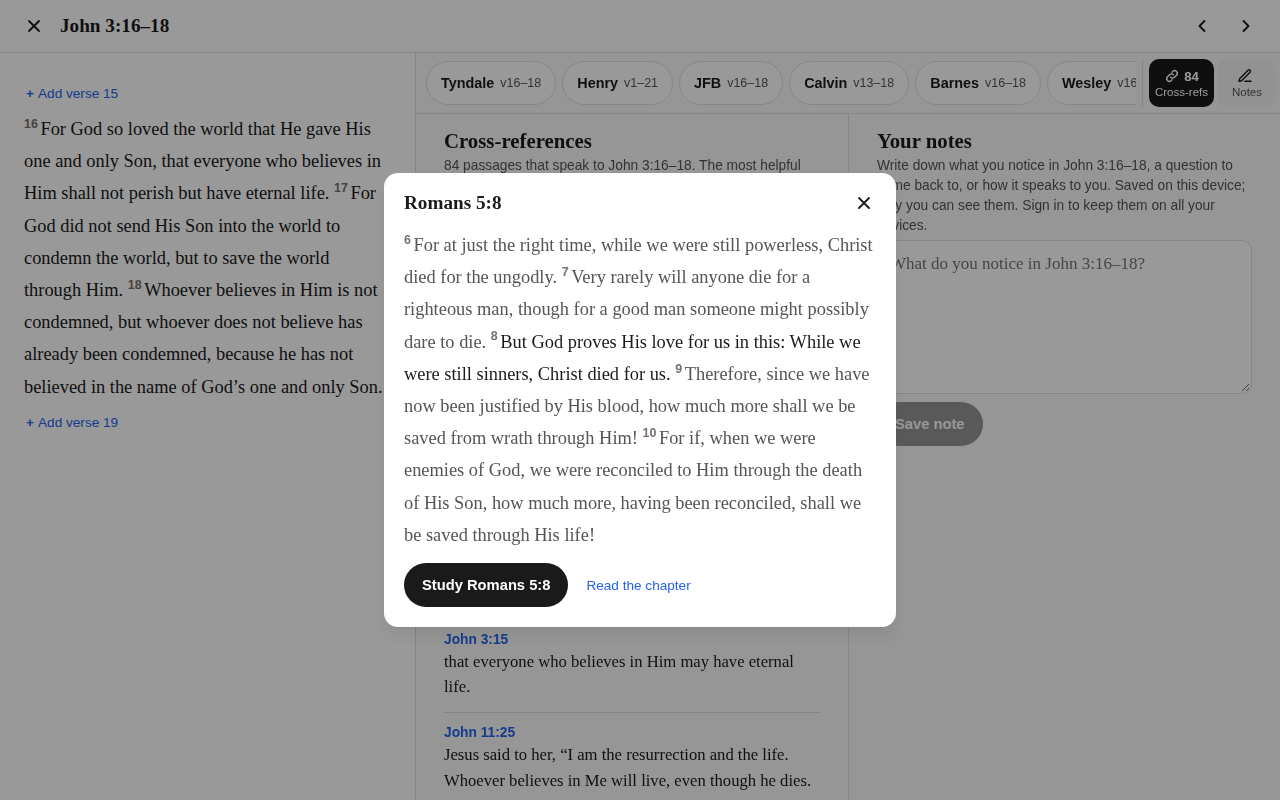 John 3:16–18
+ Add verse 15
16 For God so loved the world that He gave His
one and only Son, that everyone who believes in
Him shall not perish but have eternal life. 17 For
God did not send His Son into the world to
condemn the world, but to save the world
through Him. 18 Whoever believes in Him is not
condemned, but whoever does not believe has
already been condemned, because he has not
believed in the name of God’s one and only Son.
+ Add verse 19
Tyndale v16–18
Henry v1–21
JFB v16–18
Calvin v13–18
Barnes v16–18
Wesley v16
84
Cross-refs
Notes
Cross-references
84 passages that speak to John 3:16–18. The most helpful
Romans 5:8
6 For at just the right time, while we were still powerless, Christ
died for the ungodly. 7 Very rarely will anyone die for a
righteous man, though for a good man someone might possibly
dare to die. 8 But God proves His love for us in this: While we
were still sinners, Christ died for us. 9 Therefore, since we have
now been justified by His blood, how much more shall we be
saved from wrath through Him! 10 For if, when we were
enemies of God, we were reconciled to Him through the death
of His Son, how much more, having been reconciled, shall we
be saved through His life!
Study Romans 5:8
Read the chapter
John 3:15
that everyone who believes in Him may have eternal
life.
John 11:25
Jesus said to her, “I am the resurrection and the life.
Whoever believes in Me will live, even though he dies.
Your notes
Write down what you notice in John 3:16–18, a question to
back to, or how it speaks to you. Saved on this device;
you can see them. Sign in to keep them on all your
What do you notice in John 3:16–18?
Save note